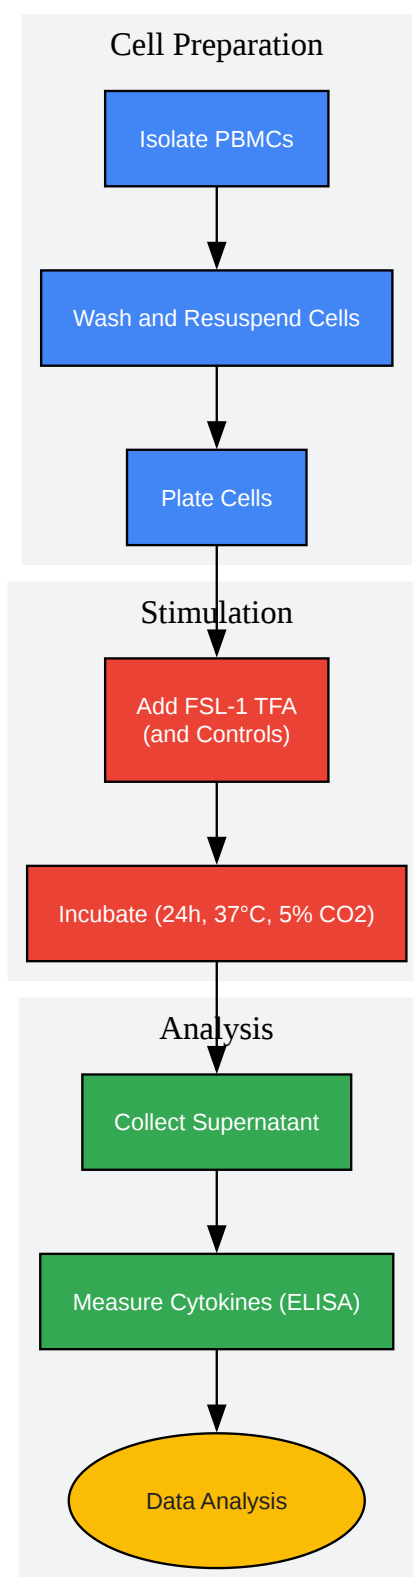 Cell Preparation
Isolate PBMCs
Wash and Resuspend Cells
Plate Cells
Stimulation
Add FSL-1 TFA
(and Controls)
Incubate (24h, 37°C, 5% CO2)
Analysis
Collect Supernatant
Measure Cytokines (ELISA)
Data Analysis